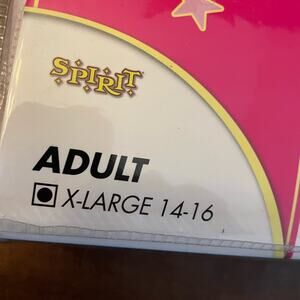 SPIRIT
ADULT
X-LARGE 14-16